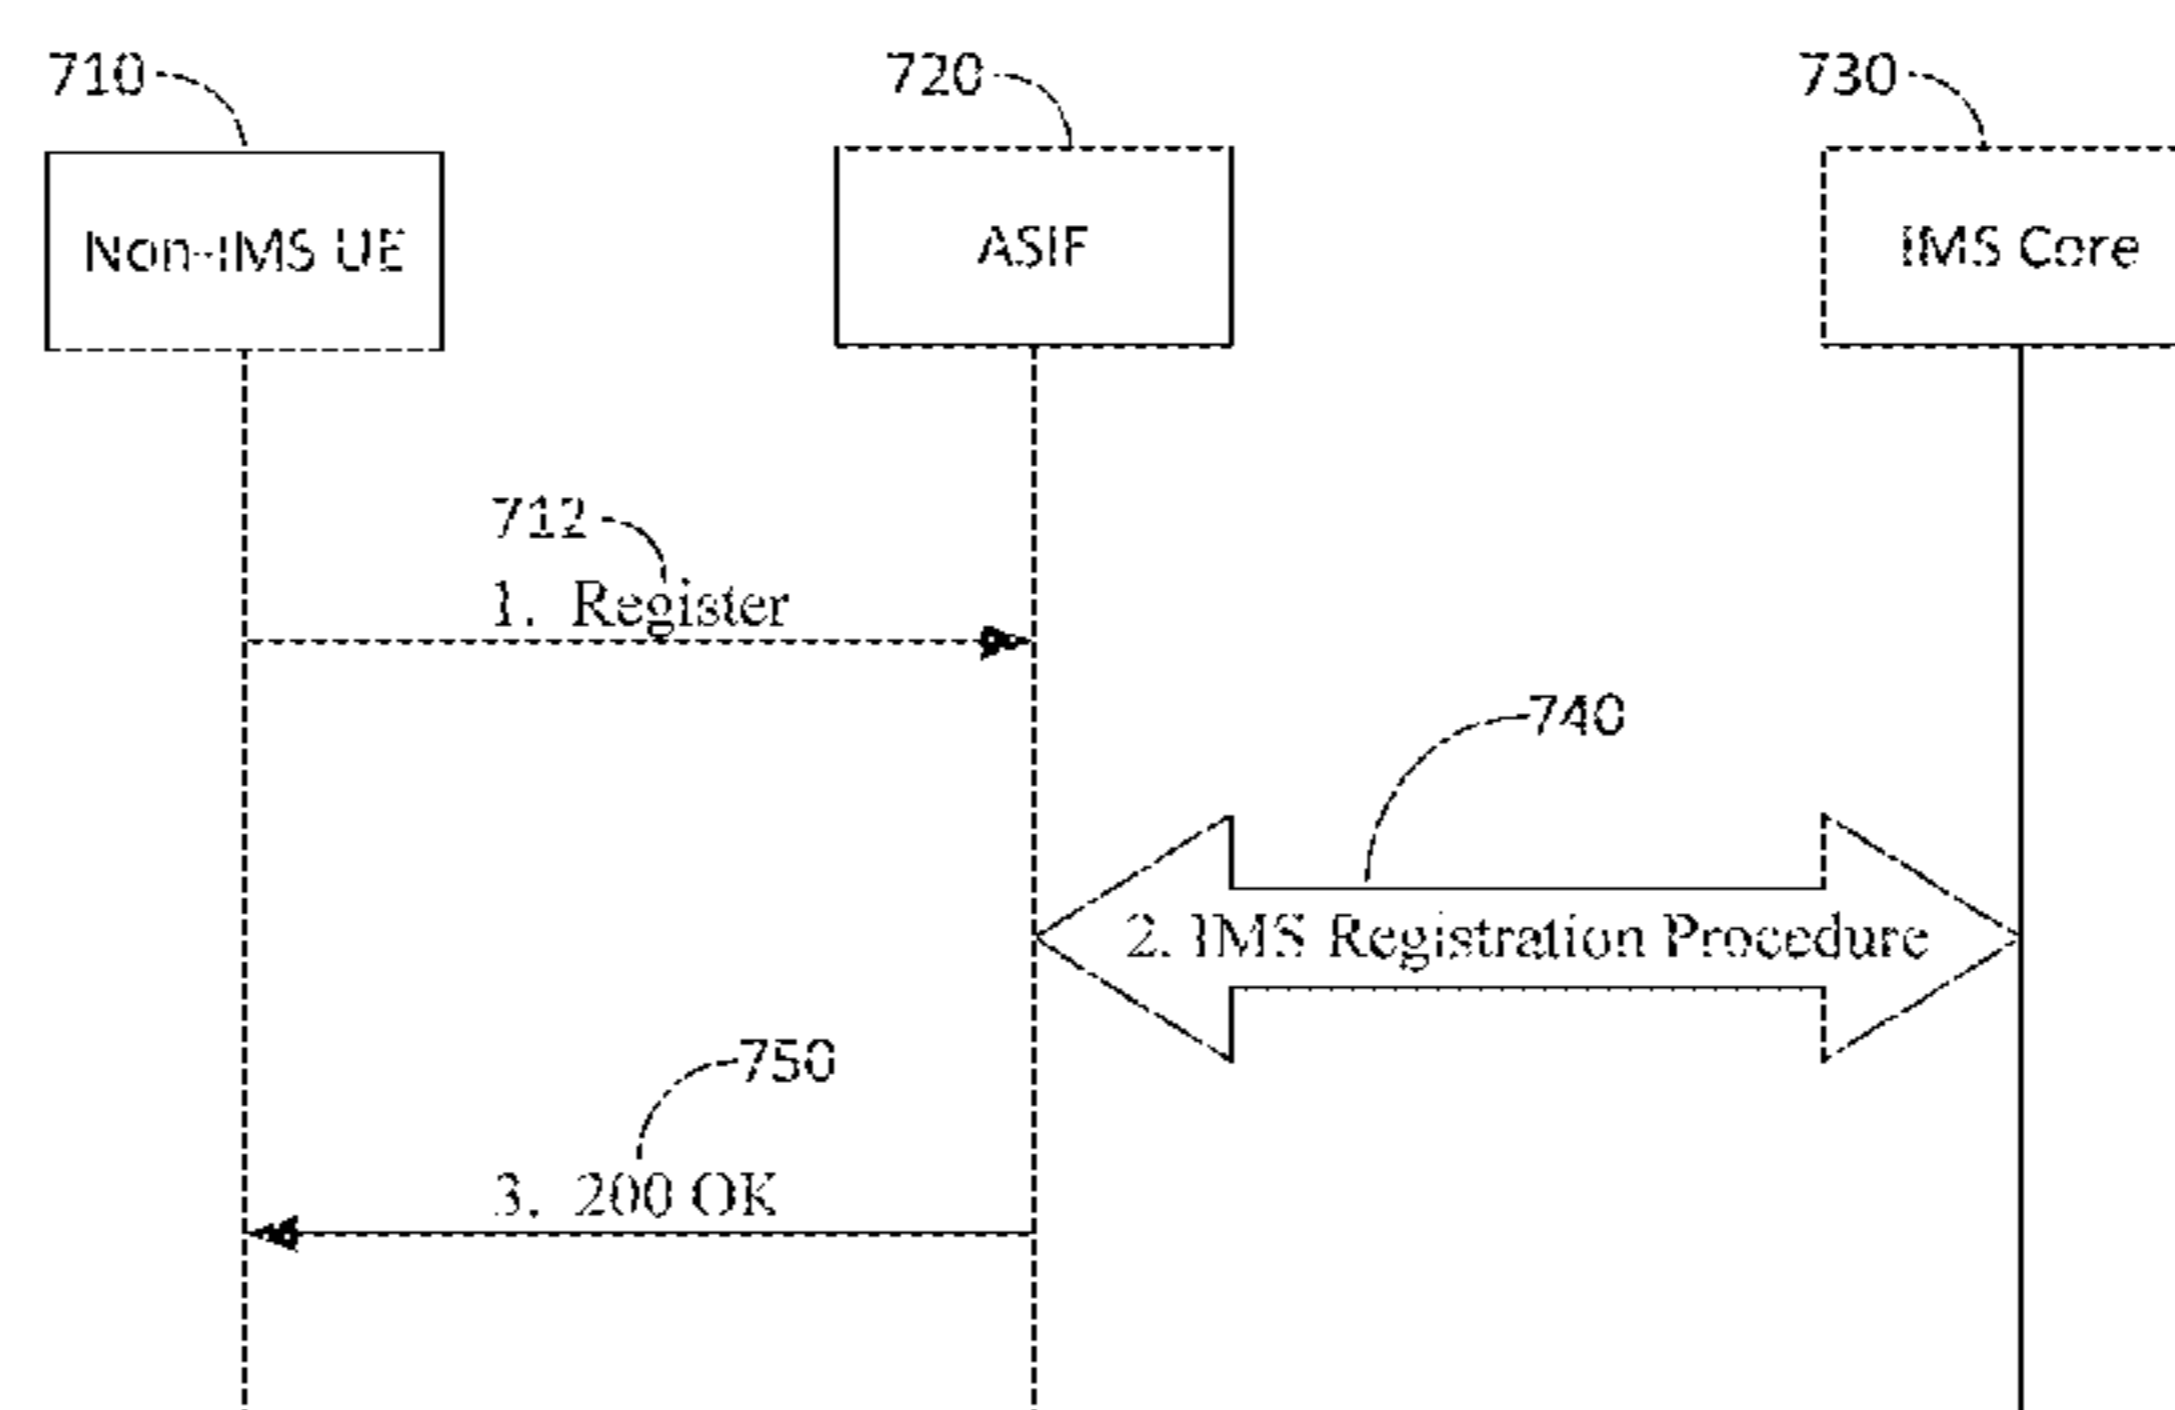 710
720
730
Non-IMS UE
ASIF
IMS Core
712
1. Register
740
2. IMS Registration Procedure
750
3. 200 OK